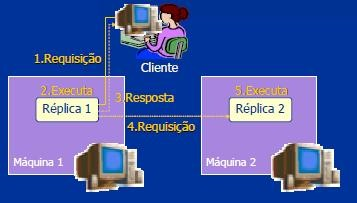 1.Requisição
Cliente
2.Executa
Réplica 1
3.Resposta
5.Executa
Réplica 2
4.Requisição
Máquina 1
Máquina 2